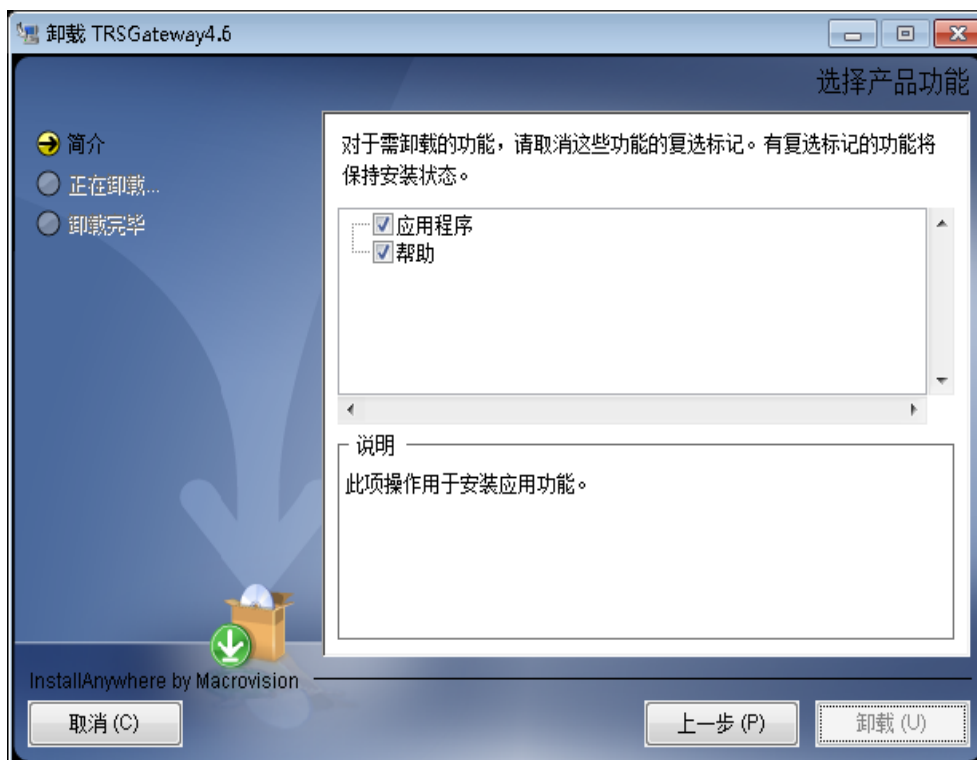 卸载 TRSGateway4.6
选择产品功能
简介
正在卸载...
卸载完毕
对于需卸载的功能，请取消这些功能的复选标记。有复选标记的功能将
保持安装状态。
应用程序
帮助
说明
此项操作用于安装应用功能。
InstallAnywhere by Macrovision
取消 (C)
上一步 (P)
卸载 (U)